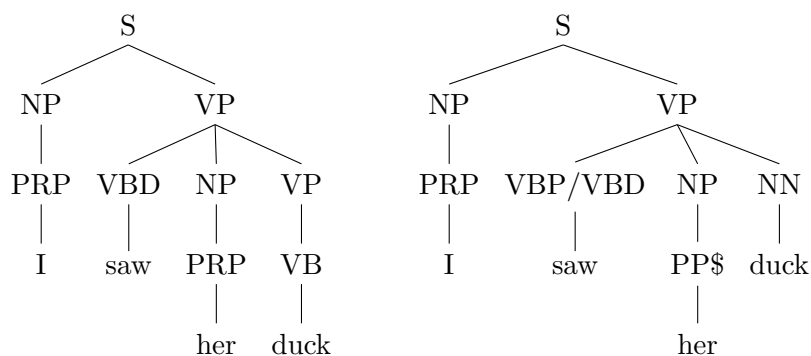 S S
NP VP NP VP
PRP VBD NP VP PRP VBP/VBD NP NN
I saw PRP VB I saw PP$ duck
her duck her